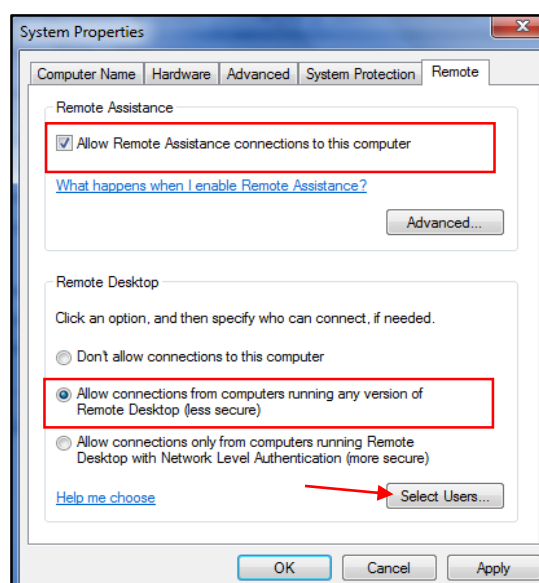 System Properties
Computer Name Hardware Advanced System Protection Remote
Remote Assistance
Allow Remote Assistance connections to this computer
What happens when I enable Remote Assistance?
Advanced...
Remote Desktop
Click an option, and then specify who can connect, if needed.
Don't allow connections to this computer
Allow connections from computers running any version of
Remote Desktop (less secure)
Allow connections only from computers running Remote
Desktop with Network Level Authentication (more secure)
Help me choose Select Users...
OK Cancel Apply